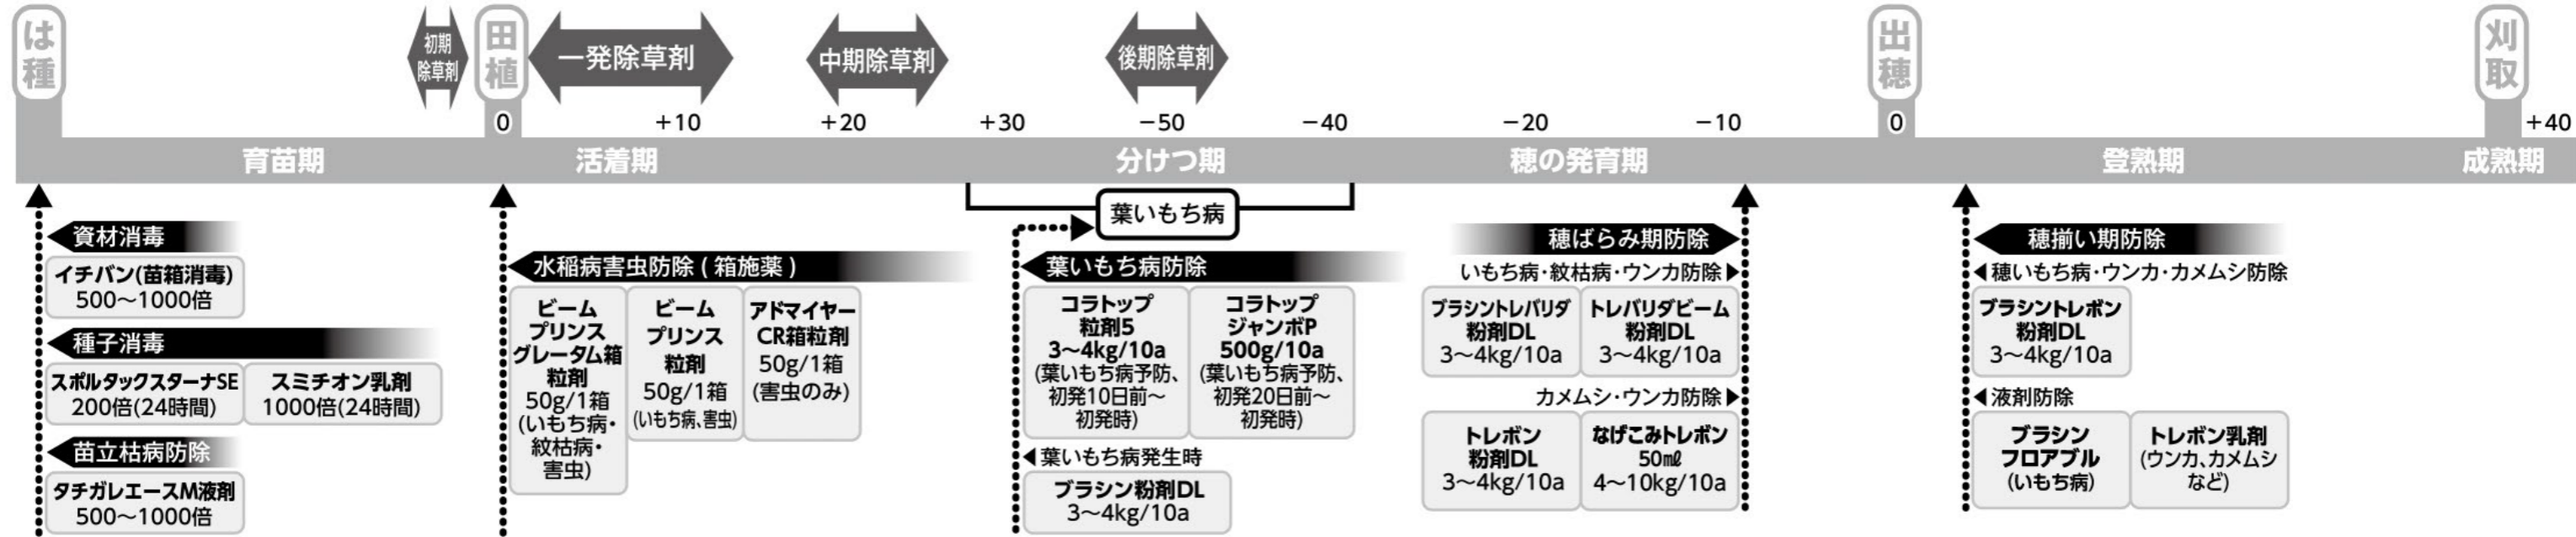 は種
初期
除草剤
田植
一発除草剤
中期除草剤
後期除草剤
出穂
刈取
0
+10
+20
+30
−50
−40
−20
−10
0
+40
育苗期
活着期
分けつ期
穂の発育期
登熟期
成熟期
資材消毒
イチバン(苗箱消毒)
500～1000倍
種子消毒
スポルタックスターナSE
200倍(24時間)
スミチオン乳剤
1000倍(24時間)
苗立枯病防除
タチガレエースM液剤
500～1000倍
水稲病害虫防除(箱施薬)
ビーム
プリンス
グレータム箱
粒剤
50g/1箱
(いもち病・
紋枯病・
害虫)
ビーム
プリンス
粒剤
50g/1箱
(いもち病、害虫)
アドマイヤー
CR箱粒剤
50g/1箱
(害虫のみ)
葉いもち病
葉いもち病防除
コラトップ
粒剤5
3～4kg/10a
(葉いもち病予防、
初発10日前～
初発時)
コラトップ
ジャンボP
500g/10a
(葉いもち病予防、
初発20日前～
初発時)
◀葉いもち病発生時
ブラシン粉剤DL
3～4kg/10a
穂ばらみ期防除
いもち病・紋枯病・ウンカ防除▶
ブラシントレバリダ
粉剤DL
3～4kg/10a
トレバリダビーム
粉剤DL
3～4kg/10a
カメムシ・ウンカ防除▶
トレボン
粉剤DL
3～4kg/10a
なげこみトレボン
50㎖
4～10kg/10a
穂揃い期防除
◀穂いもち病・ウンカ・カメムシ防除
ブラシントレボン
粉剤DL
3～4kg/10a
◀液剤防除
ブラシン
フロアブル
(いもち病)
トレボン乳剤
(ウンカ、カメムシ
など)